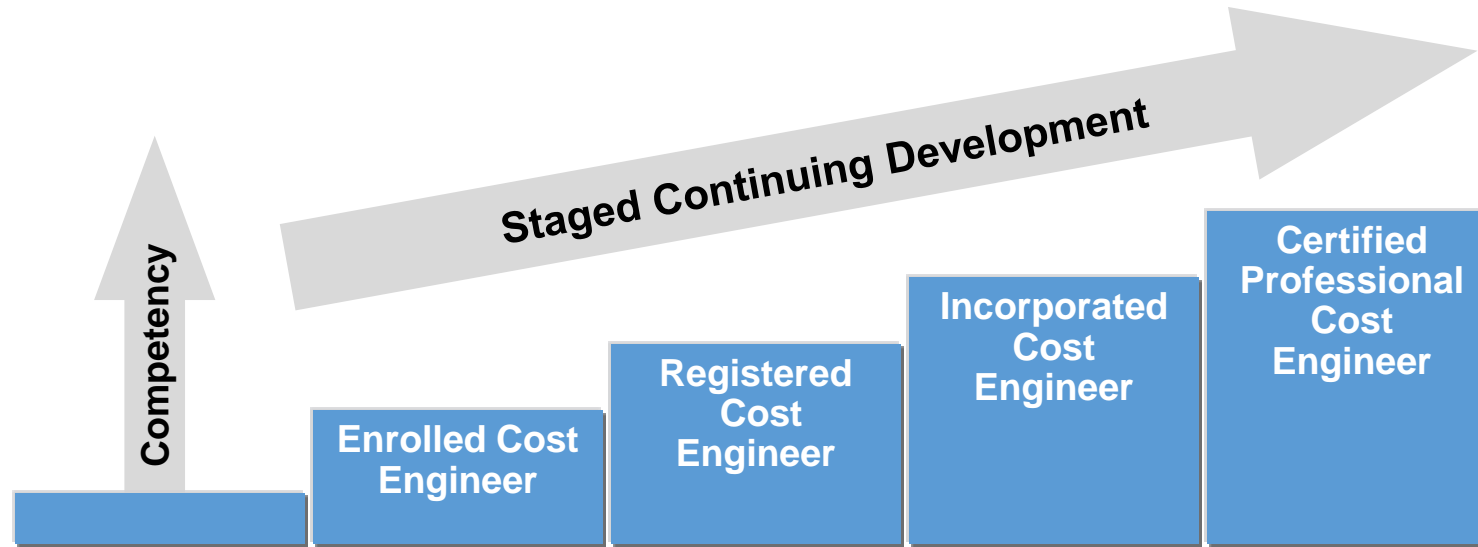 Staged Continuing Development
Competency
Enrolled Cost
Engineer
Registered
Cost
Engineer
Incorporated
Cost
Engineer
Certified
Professional
Cost
Engineer